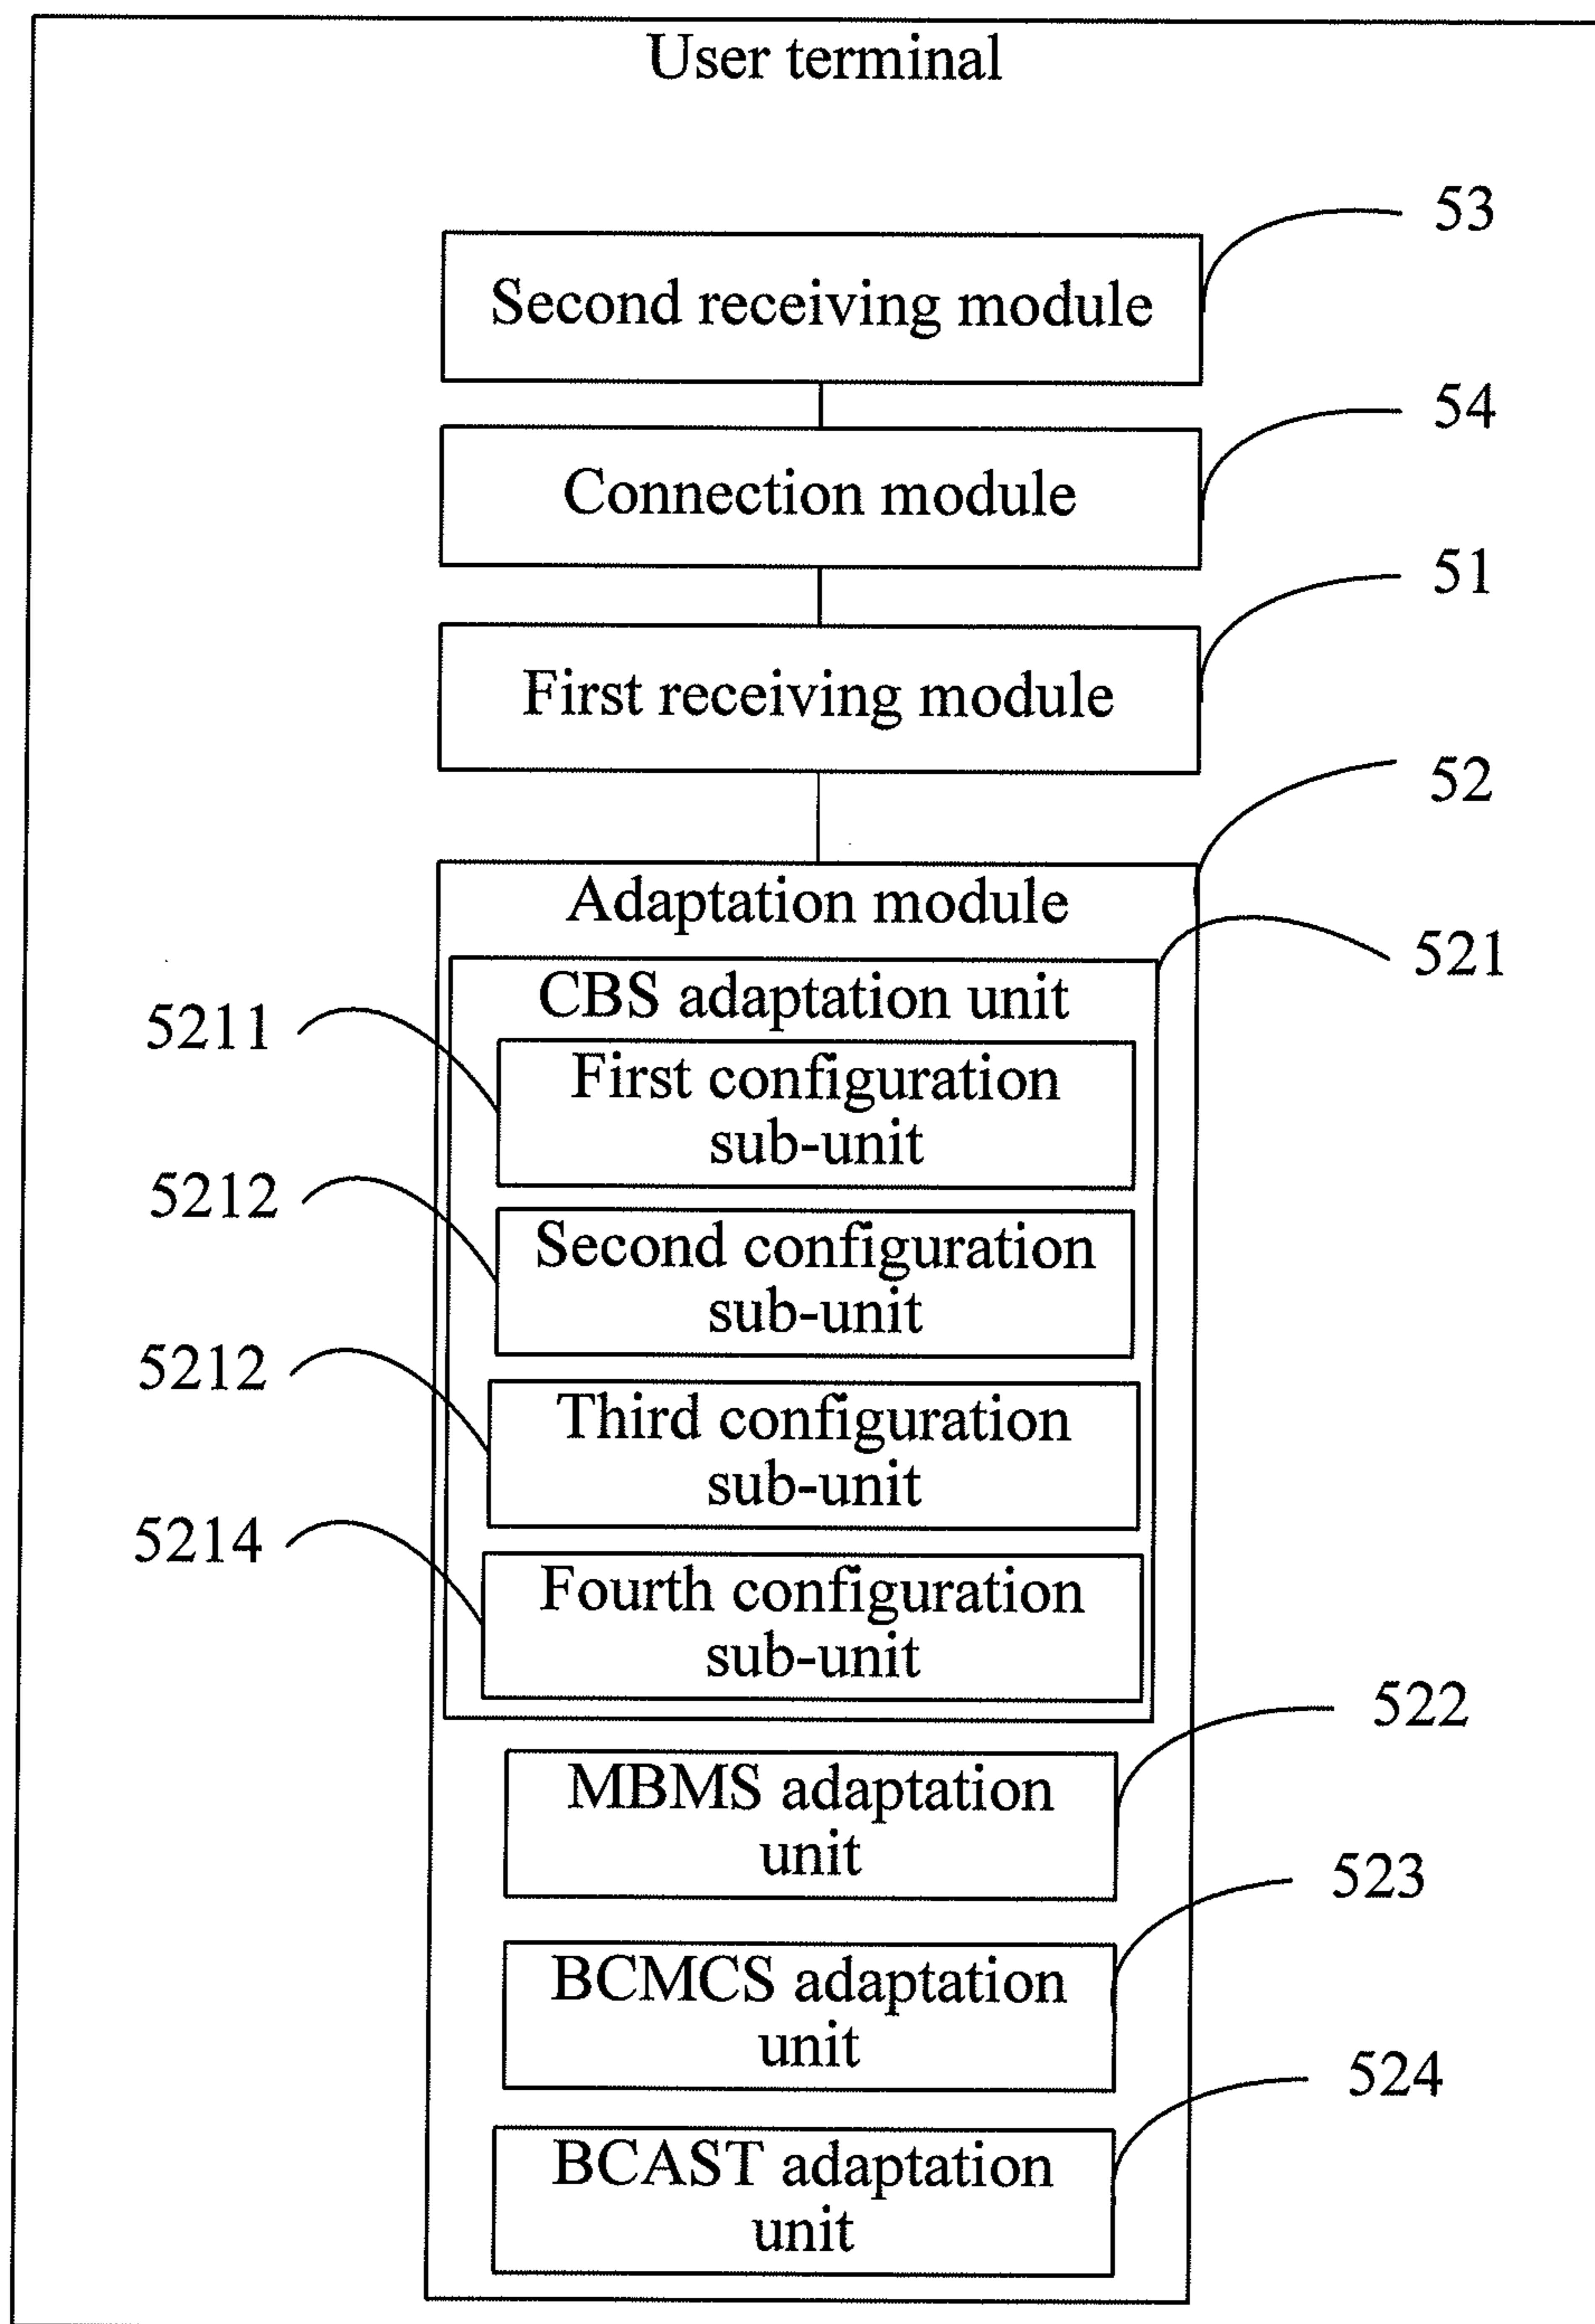 User terminal
53
Second receiving module
54
Connection module
51
First receiving module
52
Adaptation module
521
CBS adaptation unit
5211
First configuration
sub-unit
5212
Second configuration
sub-unit
5212
Third configuration
sub-unit
5214
Fourth configuration
sub-unit
522
MBMS adaptation
unit
523
BCMCS adaptation
unit
524
BCAST adaptation
unit